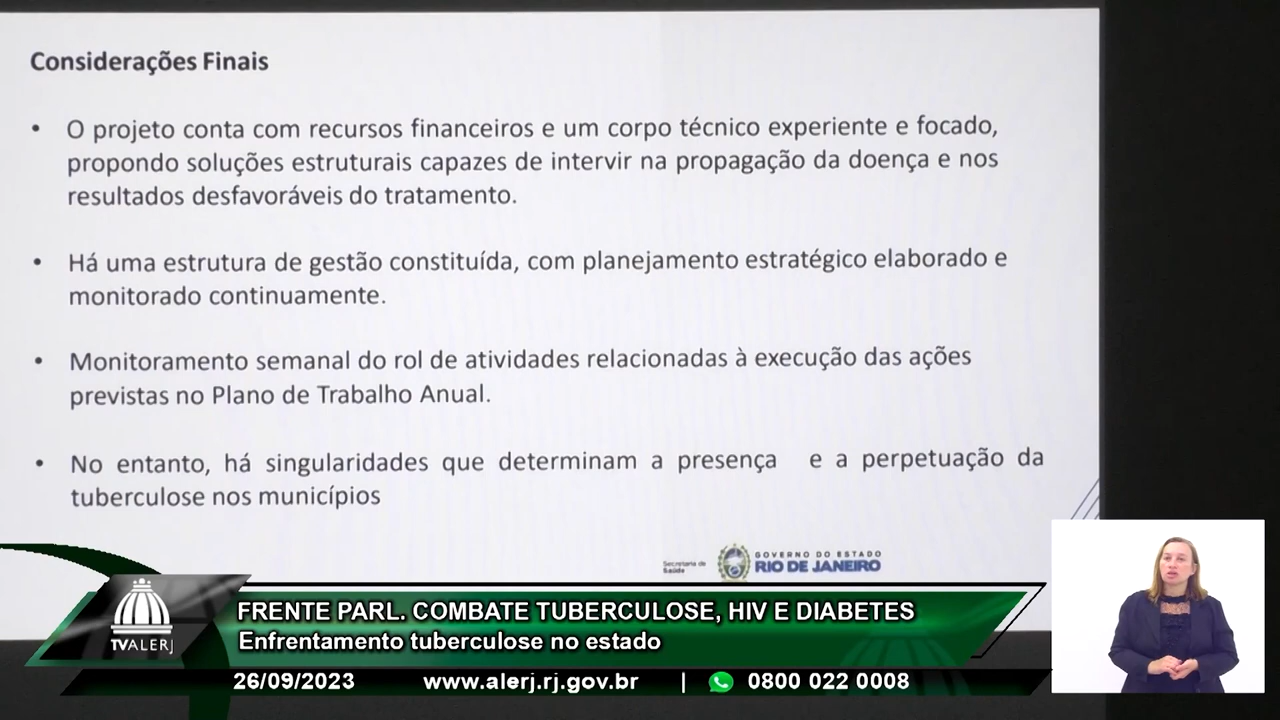 Considerações Finais
• O projeto conta com recursos financeiros e um corpo técnico experiente e focado,
propondo soluções estruturais capazes de intervir na propagação da doença e nos
resultados desfavoráveis do tratamento.
• Há uma estrutura de gestão constituída, com planejamento estratégico elaborado e
monitorado continuamente.
• Monitoramento semanal do rol de atividades relacionadas à execução das ações
previstas no Plano de Trabalho Anual.
• No entanto, há singularidades que determinam a presença e a perpetuação da
tuberculose nos municípios
Secretaria de
Saúde
GOVERNO DO ESTADO
RIO DE JANEIRO
TVALERJ
FRENTE PARL. COMBATE TUBERCULOSE, HIV E DIABETES
Enfrentamento tuberculose no estado
26/09/2023 www.alerj.rj.gov.br | 0800 022 0008